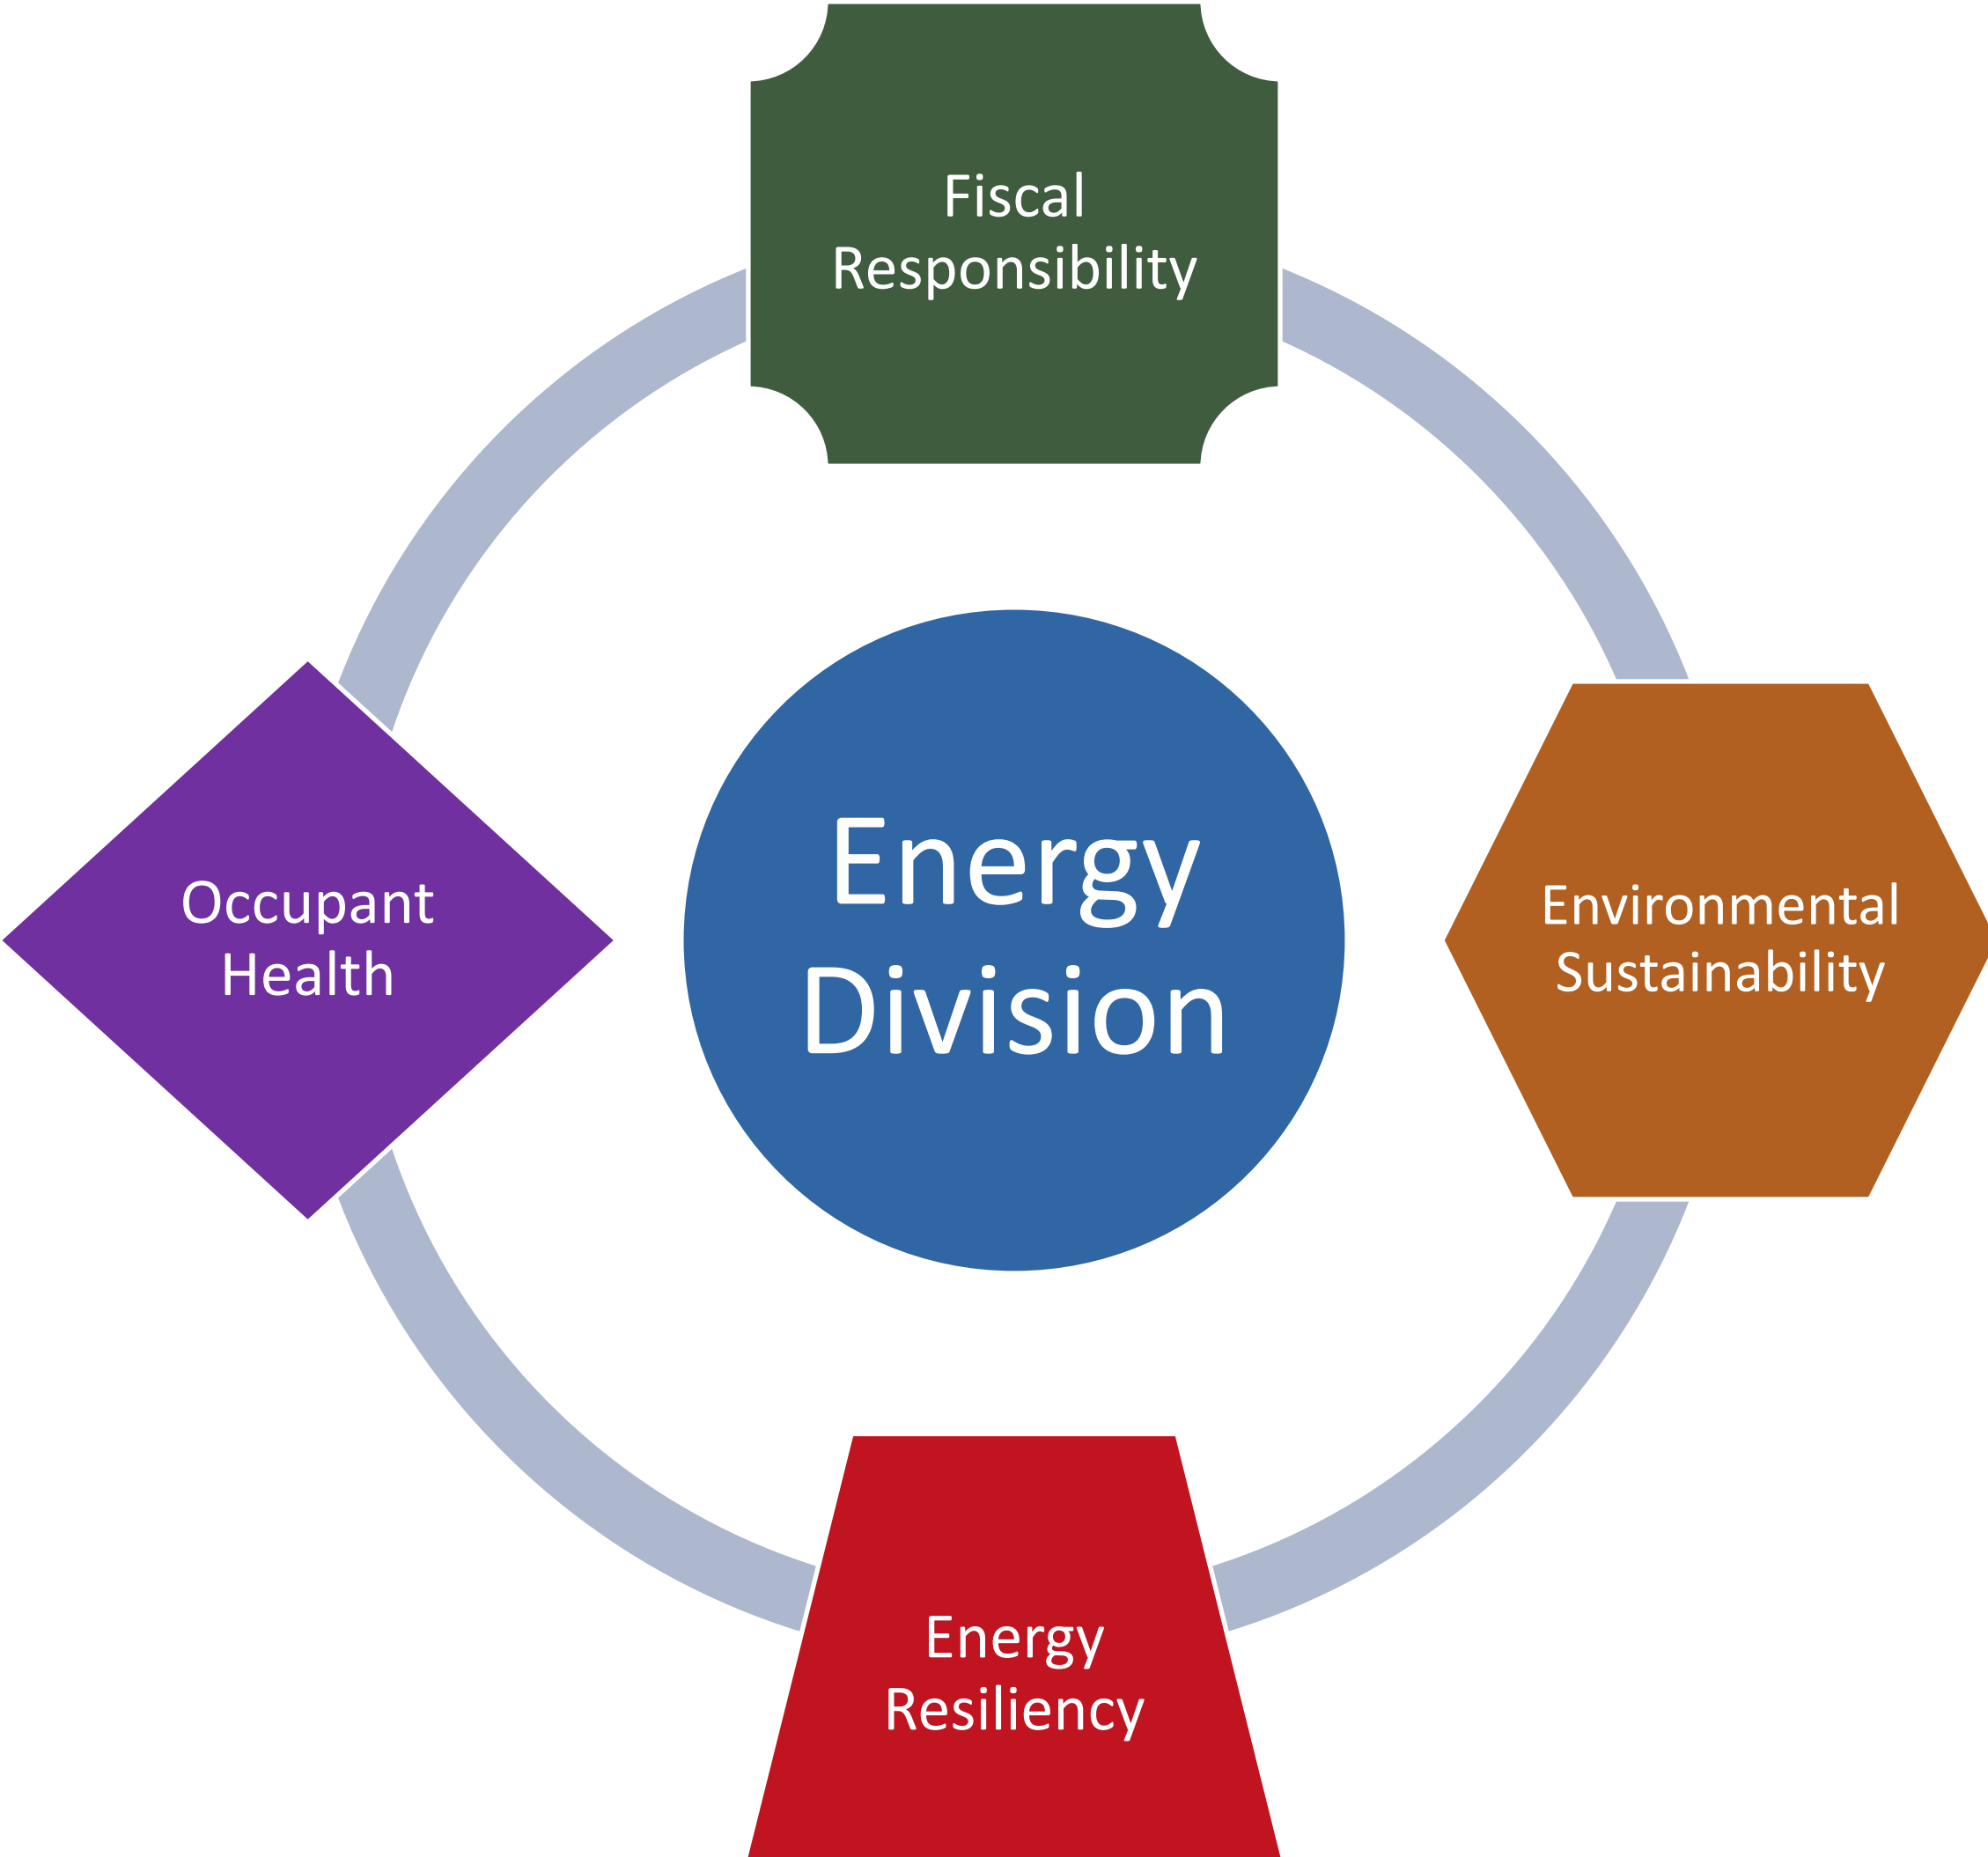 Fiscal
Responsibility
Occupant
Health
Energy
Division
Environmental
Sustainability
Energy
Resiliency